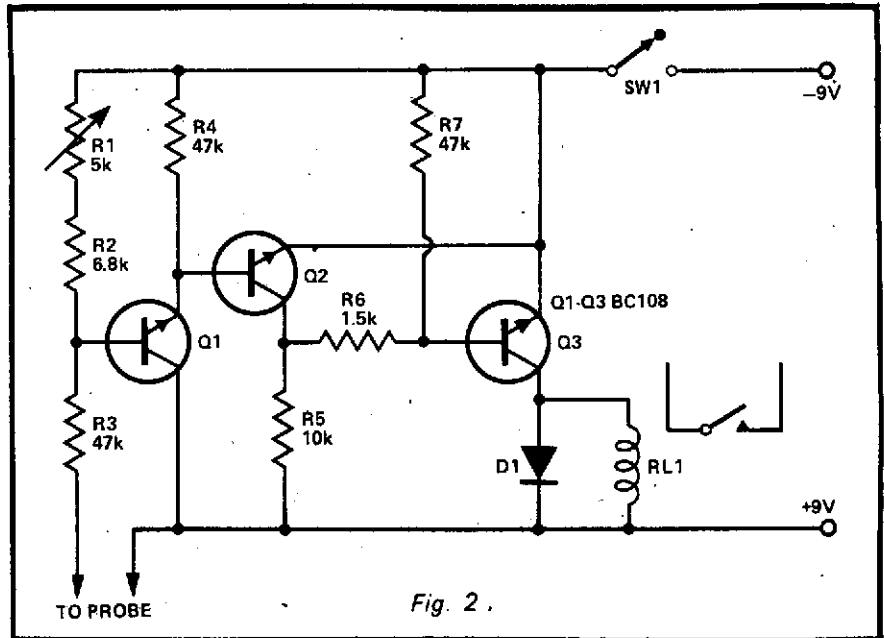 SW1
–9V
R1
5k
R4
47k
R7
47k
R2
6.8k
Q2
Q1-Q3 BC108
R6
1.5k
Q1
Q3
R3
47k
R5
10k
D1
RL1
+9V
TO PROBE
Fig. 2.